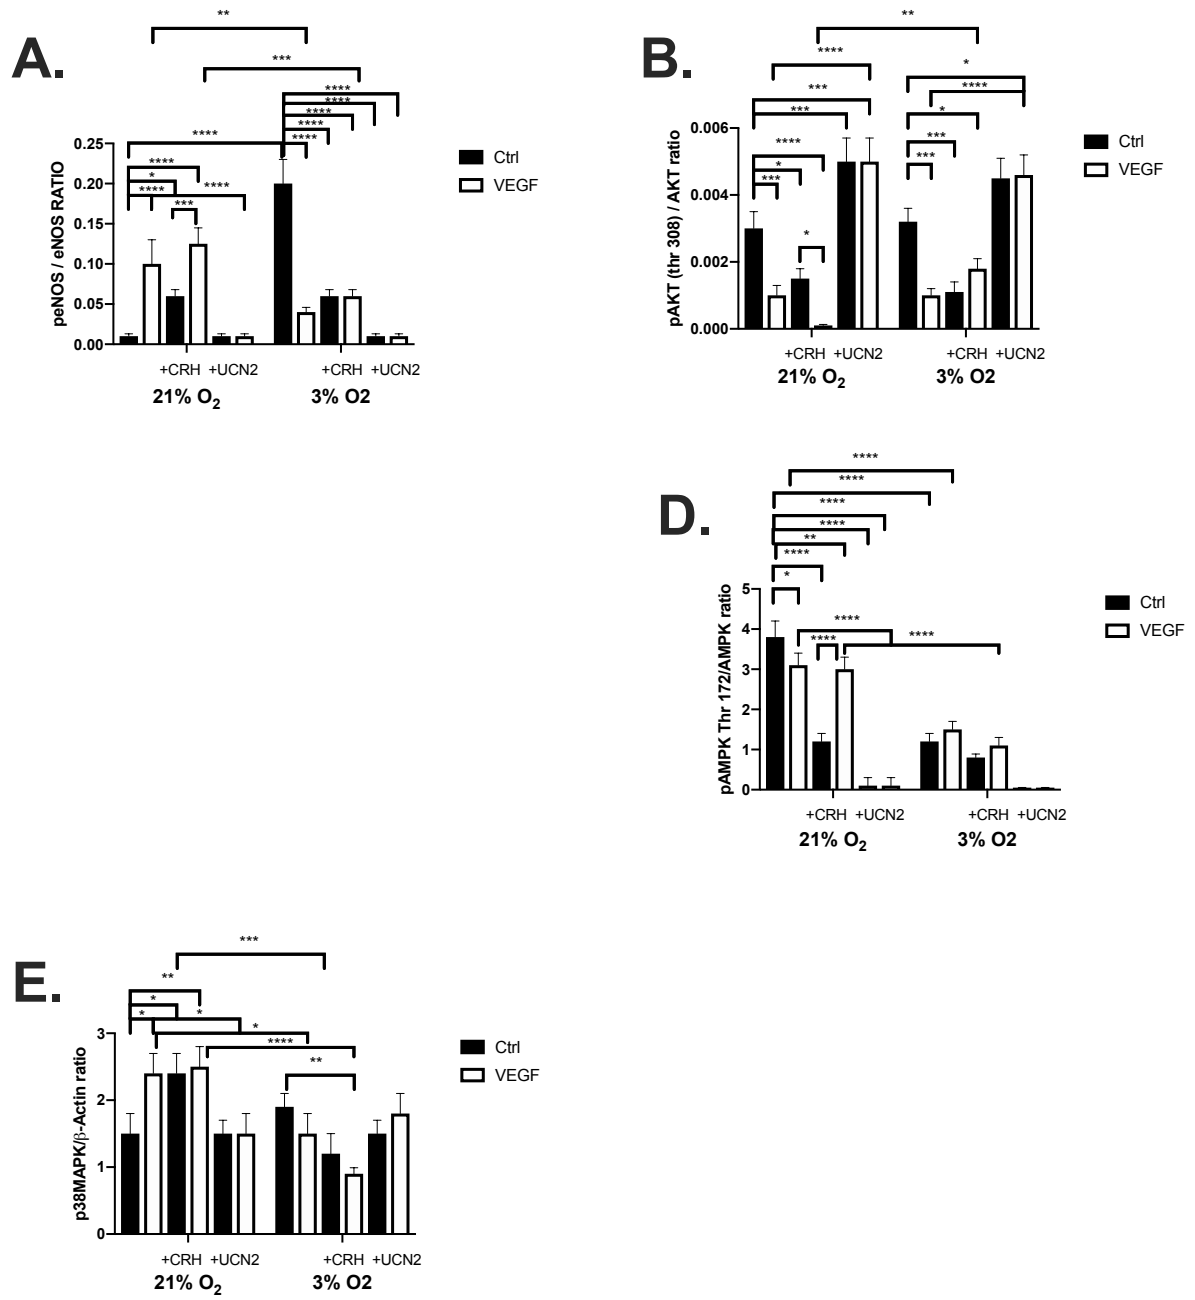 A.
**
***
****
****
****
****
****
****
****
*
****
****
***
peNOS / eNOS RATIO
0.25
0.20
0.15
0.10
0.05
0.00
+CRH +UCN2
+CRH +UCN2
21% O2
3% O2
Ctrl
VEGF
B.
**
****
*
***
****
***
*
****
***
*
***
***
*
pAKT (thr 308) / AKT ratio
0.006
0.004
0.002
0.000
+CRH +UCN2
+CRH +UCN2
21% O2
3% O2
Ctrl
VEGF
D.
****
****
****
****
**
****
*
****
****
****
pAMPK Thr 172/AMPK ratio
5
4
3
2
1
0
+CRH +UCN2
+CRH +UCN2
21% O2
3% O2
Ctrl
VEGF
E.
***
**
*
*
*
*
****
**
p38MAPK/β-Actin ratio
3
2
1
0
+CRH +UCN2
+CRH +UCN2
21% O2
3% O2
Ctrl
VEGF